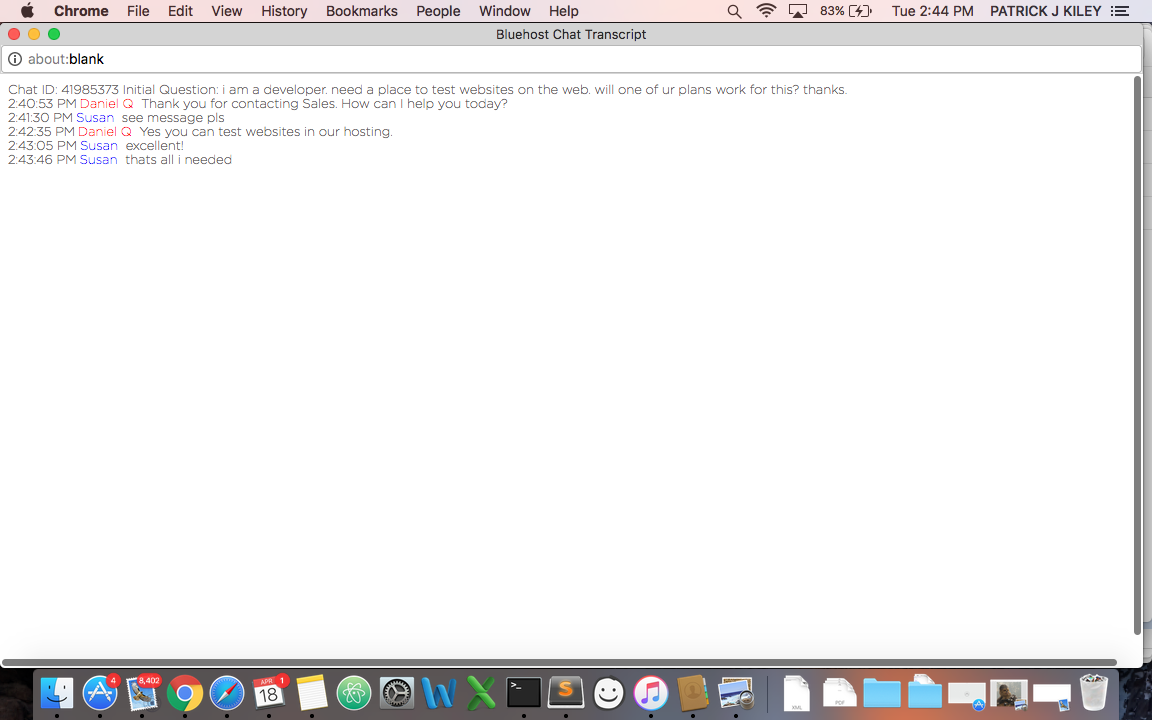 Chrome File Edit View History Bookmarks People Window Help 83% Tue 2:44 PM PATRICK J KILEY
Bluehost Chat Transcript
about:blank
Chat ID: 41985373 Initial Question: i am a developer. need a place to test websites on the web. will one of ur plans work for this? thanks.
2:40:53 PM Daniel Q Thank you for contacting Sales. How can I help you today?
2:41:30 PM Susan see message pls
2:42:35 PM Daniel Q Yes you can test websites in our hosting.
2:43:05 PM Susan excellent!
2:43:46 PM Susan thats all i needed
4 8,402 APR 18 1 >_ S XML PDF